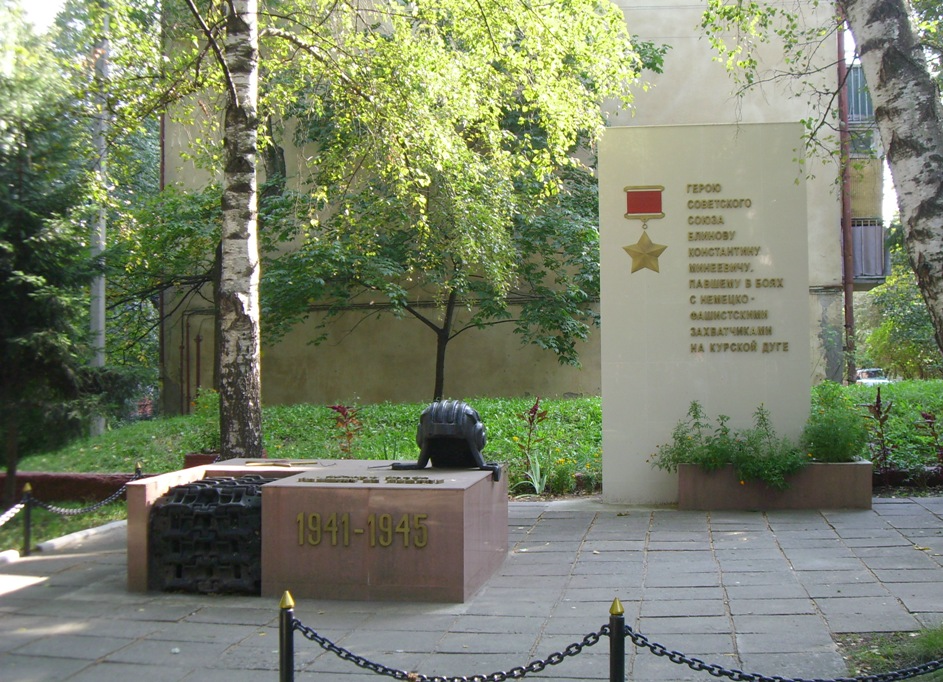 ГЕРОЮ
СОВЕТСКОГО
СОЮЗА
БЛИНОВУ
КОНСТАНТИНУ
МИНЕЕВИЧУ.
ПАВШЕМУ В БОЯХ
С НЕМЕЦКО-
ФАШИСТСКИМИ
ЗАХВАТЧИКАМИ
НА КУРСКОЙ ДУГЕ
1941-1945